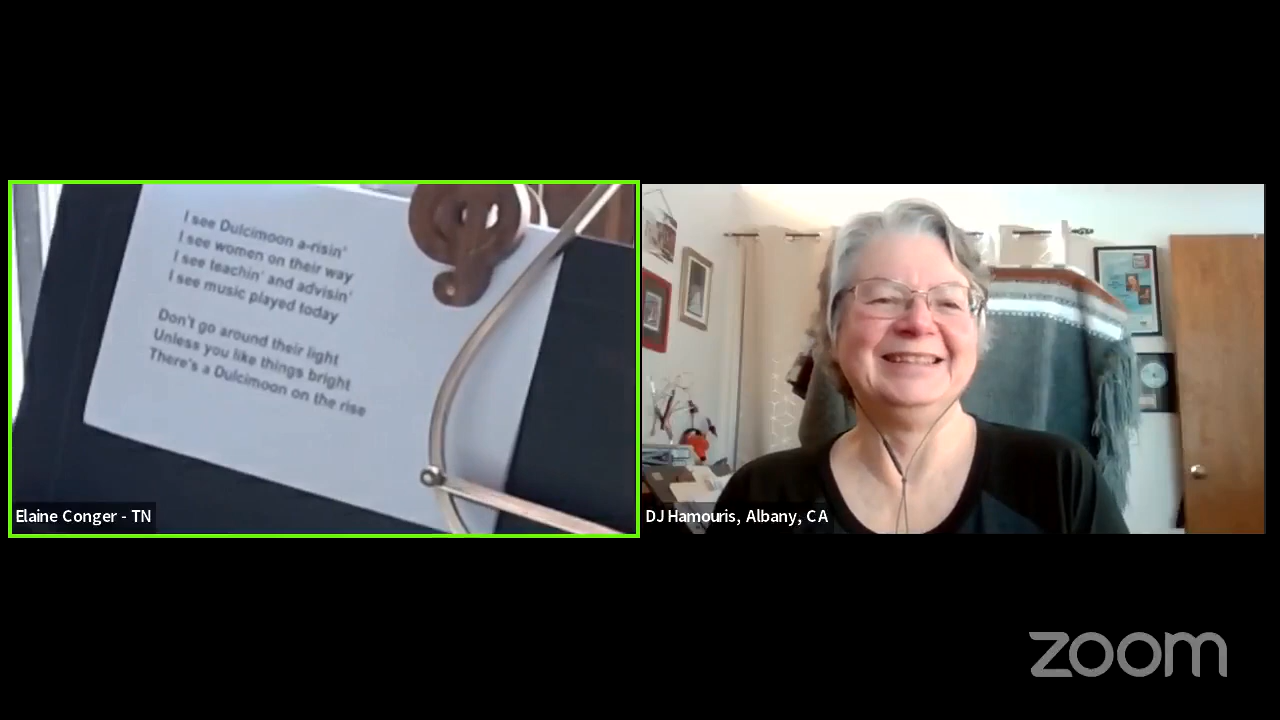 I see Dulcimoon a-risin'
I see women on their way
I see teachin' and advisin'
I see music played today
Don't go around their light
Unless you like things bright
There's a Dulcimoon on the rise
Elaine Conger - TN
DJ Hamouris, Albany, CA
zoom